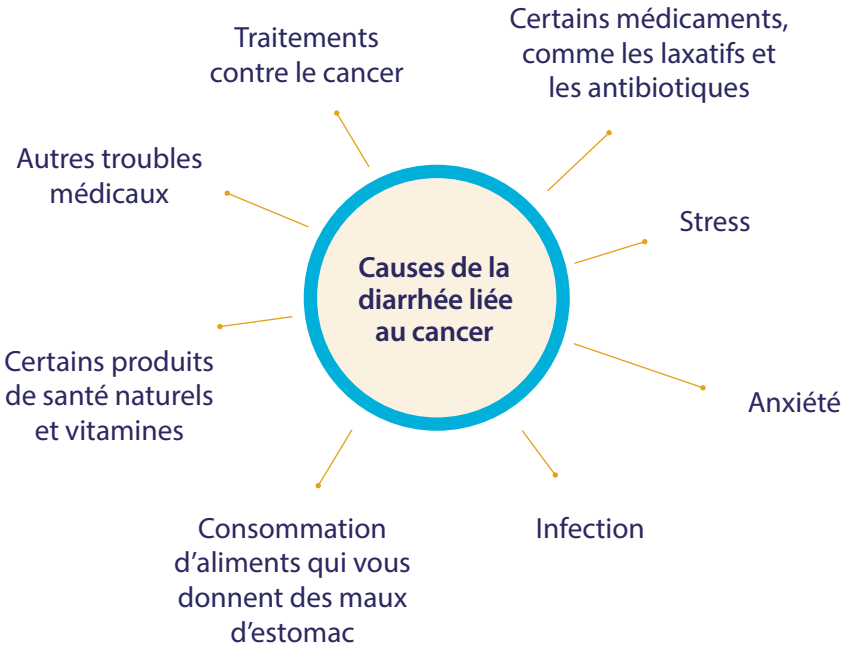 Traitements
contre le cancer
Certains médicaments,
comme les laxatifs et
les antibiotiques
Autres troubles
médicaux
Stress
Causes de la
diarrhée liée
au cancer
Certains produits
de santé naturels
et vitamines
Anxiété
Consommation
d’aliments qui vous
donnent des maux
d’estomac
Infection